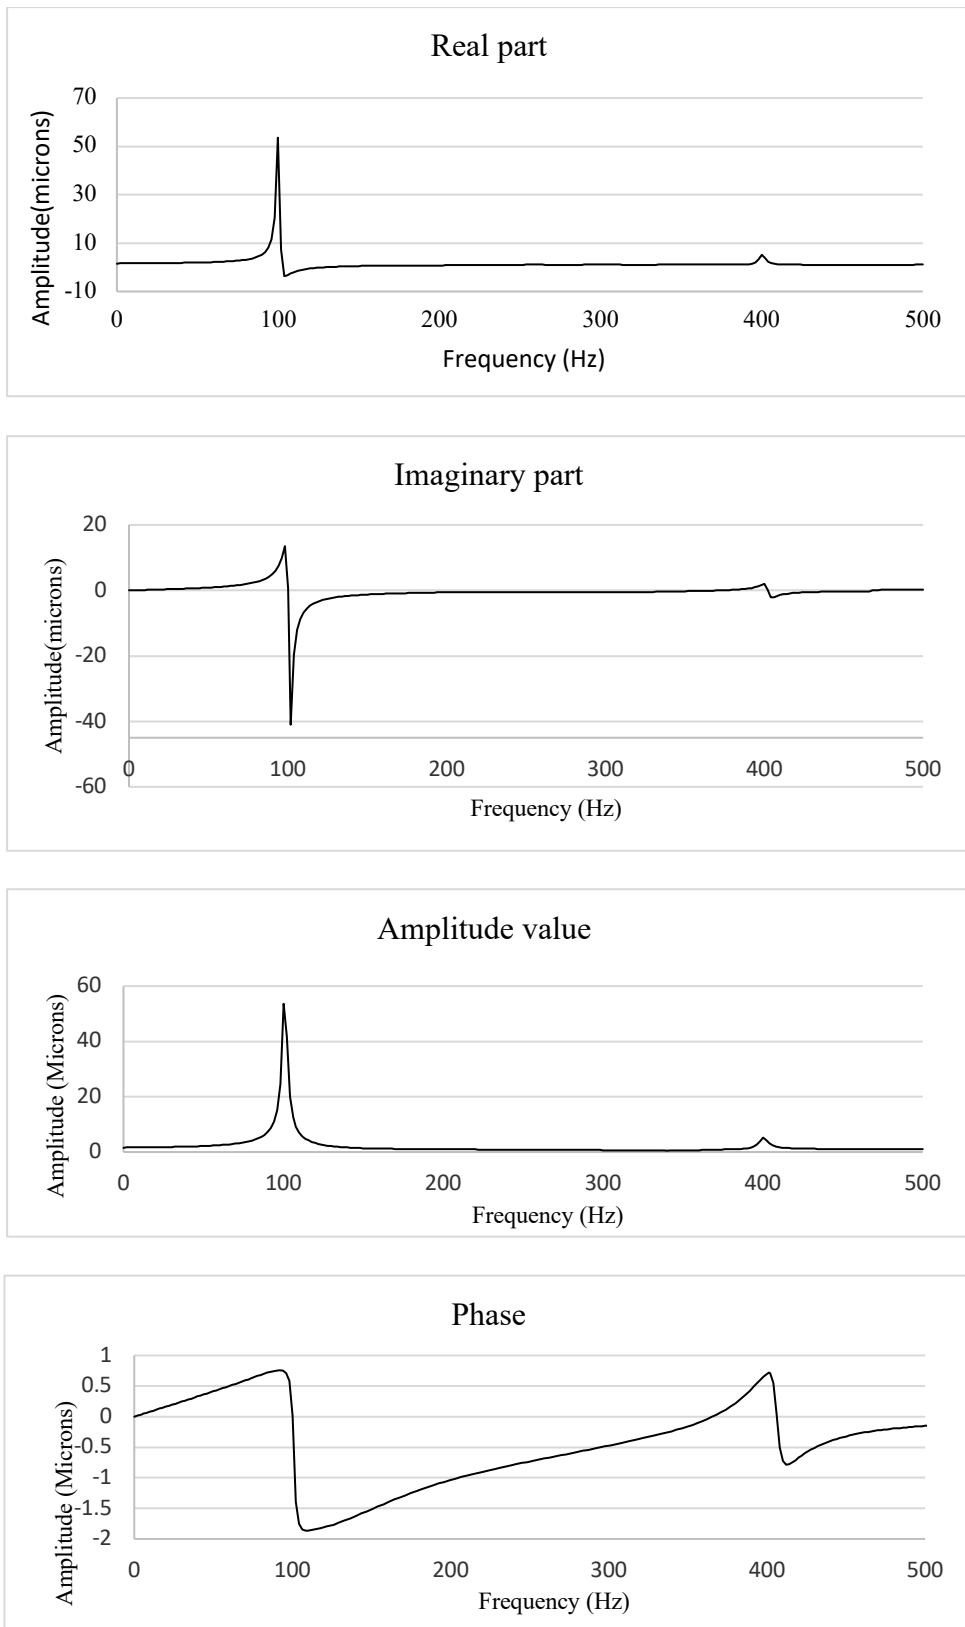 Real part
70
50
30
10
-10
Amplitude(microns)
0 100 200 300 400 500
Frequency (Hz)
Imaginary part
20
0
-20
-40
-60
Amplitude(microns)
0 100 200 300 400 500
Frequency (Hz)
Amplitude value
60
40
20
0
Amplitude (Microns)
0 100 200 300 400 500
Frequency (Hz)
Phase
1
0.5
0
-0.5
-1
-1.5
-2
Amplitude (Microns)
0 100 200 300 400 500
Frequency (Hz)